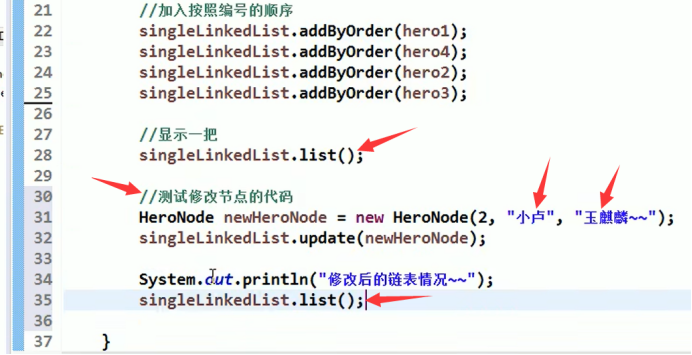 21 //加入按照编号的顺序
22 singleLinkedList.addByOrder(hero1);
23 singleLinkedList.addByOrder(hero4);
24 singleLinkedList.addByOrder(hero2);
25 singleLinkedList.addByOrder(hero3);
26
27 //显示一把
28 singleLinkedList.list();
29
30 //测试修改节点的代码
31 HeroNode newHeroNode = new HeroNode(2, "小卢", "玉麒麟~~");
32 singleLinkedList.update(newHeroNode);
33
34 System.out.println("修改后的链表情况~~");
35 singleLinkedList.list();
36
37 }